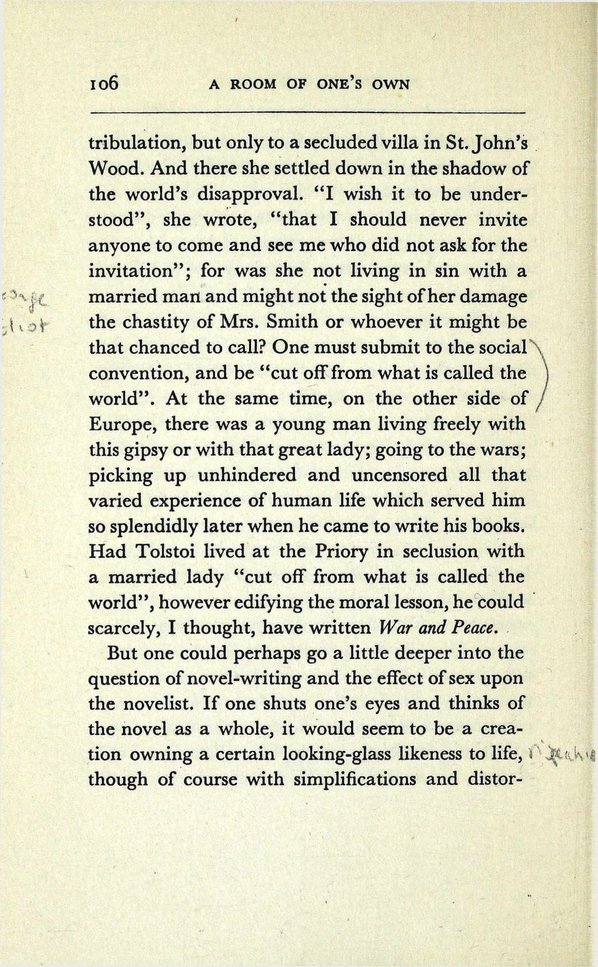 106
A ROOM OF ONE'S OWN
tribulation, but only to a secluded villa in St. John's
Wood. And there she settled down in the shadow of
the world's disapproval. "I wish it to be under-
stood", she wrote, "that I should never invite
anyone to come and see me who did not ask for the
invitation"; for was she not living in sin with a
married man and might not the sight of her damage
the chastity of Mrs. Smith or whoever it might be
that chanced to call? One must submit to the social
convention, and be "cut off from what is called the
world". At the same time, on the other side of
Europe, there was a young man living freely with
this gipsy or with that great lady; going to the wars;
picking up unhindered and uncensored all that
varied experience of human life which served him
so splendidly later when he came to write his books.
Had Tolstoi lived at the Priory in seclusion with
a married lady "cut off from what is called the
world", however edifying the moral lesson, he could
scarcely, I thought, have written War and Peace.
But one could perhaps go a little deeper into the
question of novel-writing and the effect of sex upon
the novelist. If one shuts one's eyes and thinks of
the novel as a whole, it would seem to be a crea-
tion owning a certain looking-glass likeness to life,
though of course with simplifications and distor-